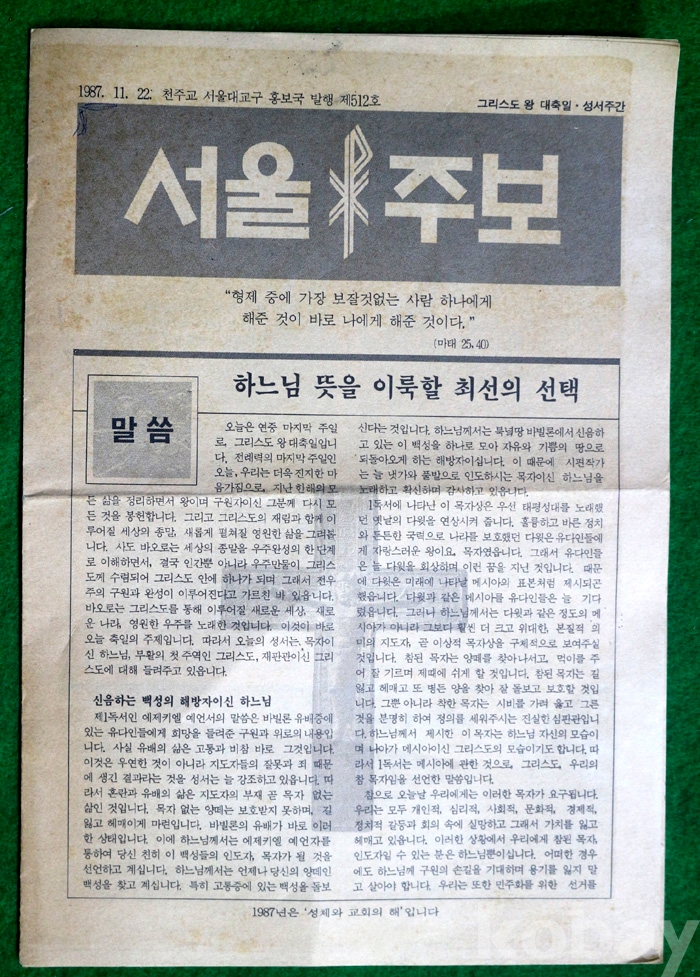 1987. 11. 22. 천주교 서울대교구 홍보국 발행 제512호
그리스도 왕 대축일·성서주간
서울 주보
“형제 중에 가장 보잘것없는 사람 하나에게
해준 것이 바로 나에게 해준 것이다.”
(마태 25,40)
하느님 뜻을 이룩할 최선의 선택
말씀
오늘은 연중 마지막 주일
로, 그리스도 왕 대축일입니
다. 전례력의 마지막 주일인
오늘, 우리는 더욱 진지한 마
음가짐으로, 지난 한해의 모
든 삶을 정리하면서 왕이며 구원자이신 그분께 다시 모
든 것을 봉헌합니다. 그리고 그리스도의 재림과 함께 이
루어질 세상의 종말, 새롭게 펼쳐질 영원한 삶을 그려봅
니다. 사도 바오로는 세상의 종말을 우주완성의 한 단계
로 이해하면서, 결국 인간뿐 아니라 우주만물이 그리스
도께 수렴되어 그리스도 안에 하나가 되며 그래서 전우
주의 구원과 완성이 이루어진다고 가르친 바 있읍니다.
바오로는 그리스도를 통해 이루어질 새로운 세상, 새로
운 나라, 영원한 우주를 노래한 것입니다. 이것이 바로
오늘 축일의 주제입니다. 따라서 오늘의 성서는, 목자이
신 하느님, 부활의 첫 주역인 그리스도, 재판관이신 그리
스도에 대해 들려주고 있읍니다.
신음하는 백성의 해방자이신 하느님
제1독서인 에제키엘 예언서의 말씀은 바빌론 유배중에
있는 유다인들에게 희망을 들려준 구원과 위로의 내용입
니다. 사실 유배의 삶은 고통과 비참 바로 그것입니다.
이것은 우연한 것이 아니라 지도자들의 잘못과 죄 때문
에 생긴 결과라는 것을 성서는 늘 강조하고 있읍니다. 따
라서 혼란과 유배의 삶은 지도자의 부재 곧 목자 없는
삶인 것입니다. 목자 없는 양떼는 보호받지 못하며, 길
잃고 헤매이게 마련입니다. 바빌론의 유배가 바로 이러
한 상태입니다. 이에 하느님께서는 에제키엘 예언자를
통하여 당신 친히 이 백성들의 인도자, 목자가 될 것을
선언하고 계십니다. 하느님께서는 언제나 당신의 양떼인
백성을 찾고 계십니다. 특히 고통중에 있는 백성을 돌보
신다는 것입니다. 하느님께서는 북녘땅 바빌론에서 신음하
고 있는 이 백성을 하나로 모아 자유와 기쁨의 땅으로
되돌아오게 하는 해방자이십니다. 이 때문에 시편작가
는 늘 냇가와 풀밭으로 인도하시는 목자이신 하느님을
노래하고 확신하며 감사하고 있읍니다.
1독서에 나타난 이 목자상은 우선 태평성대를 노래했
던 옛날의 다윗을 연상시켜 줍니다. 훌륭하고 바른 정치
와 튼튼한 국력으로 나라를 보호했던 다윗은 유다인들에
게 자랑스러운 왕이요. 목자였읍니다. 그래서 유다인들
은 늘 다윗을 회상하며 이런 꿈을 지닌 것입니다. 때문
에 다윗은 미래에 나타날 메시아의 표본처럼 제시되곤
했읍니다. 다윗과 같은 메시아를 유다인들은 늘 기다
렸읍니다. 그러나 하느님께서는 다윗과 같은 정도의 메
시아가 아니라 그보다 훨씬 더 크고 위대한, 본질적 의
미의 지도자, 곧 이상적 목자상을 구체적으로 보여주실
것입니다. 참된 목자는 양떼를 찾아나서고, 먹이를 주
어 잘 기르며 제때에 쉬게 할 것입니다. 참된 목자는 길
잃고 헤매고 또 병든 양을 찾아 잘 돌보고 보호할 것입
니다. 그뿐 아니라 착한 목자는 시비를 가려 옳고 그른
것을 분명히 하여 정의를 세워주시는 진실한 심판관입니
다. 하느님께서 제시한 이 목자는 하느님 자신의 모습이
며 나아가 메시아이신 그리스도의 모습이기도 합니다. 따
라서 1독서는 메시아에 관한 것으로, 그리스도, 우리의
참 목자임을 선언한 말씀입니다.
참으로 오늘날 우리에게는 이러한 목자가 요구됩니다.
우리는 모두 개인적, 심리적, 사회적, 문화적, 경제적,
정치적 갈등과 회의 속에 실망하고 그래서 가치를 잃고
헤매고 있읍니다. 이러한 상황에서 우리에게 참된 목자,
인도자일 수 있는 분은 하느님뿐이십니다. 어떠한 경우
에도 하느님께 구원의 손길을 기대하며 용기를 잃지 말
고 살아야 합니다. 우리는 또한 민주화를 위한 선거를
1987년은 ‘성체와 교회의 해’입니다
kobay